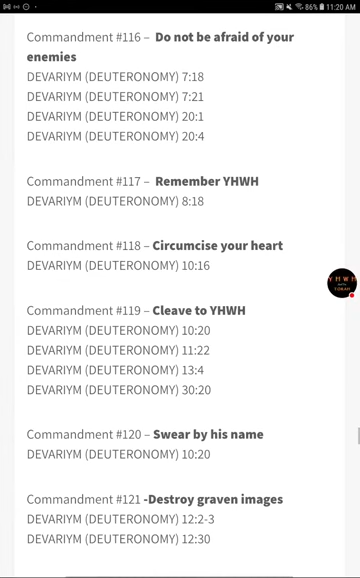 86% 11:20 AM
Commandment #116 – Do not be afraid of your
enemies
DEVARIYM (DEUTERONOMY) 7:18
DEVARIYM (DEUTERONOMY) 7:21
DEVARIYM (DEUTERONOMY) 20:1
DEVARIYM (DEUTERONOMY) 20:4
Commandment #117 – Remember YHWH
DEVARIYM (DEUTERONOMY) 8:18
Commandment #118 – Circumcise your heart
DEVARIYM (DEUTERONOMY) 10:16
YHWH
TORAH
Commandment #119 – Cleave to YHWH
DEVARIYM (DEUTERONOMY) 10:20
DEVARIYM (DEUTERONOMY) 11:22
DEVARIYM (DEUTERONOMY) 13:4
DEVARIYM (DEUTERONOMY) 30:20
Commandment #120 – Swear by his name
DEVARIYM (DEUTERONOMY) 10:20
Commandment #121 -Destroy graven images
DEVARIYM (DEUTERONOMY) 12:2-3
DEVARIYM (DEUTERONOMY) 12:30